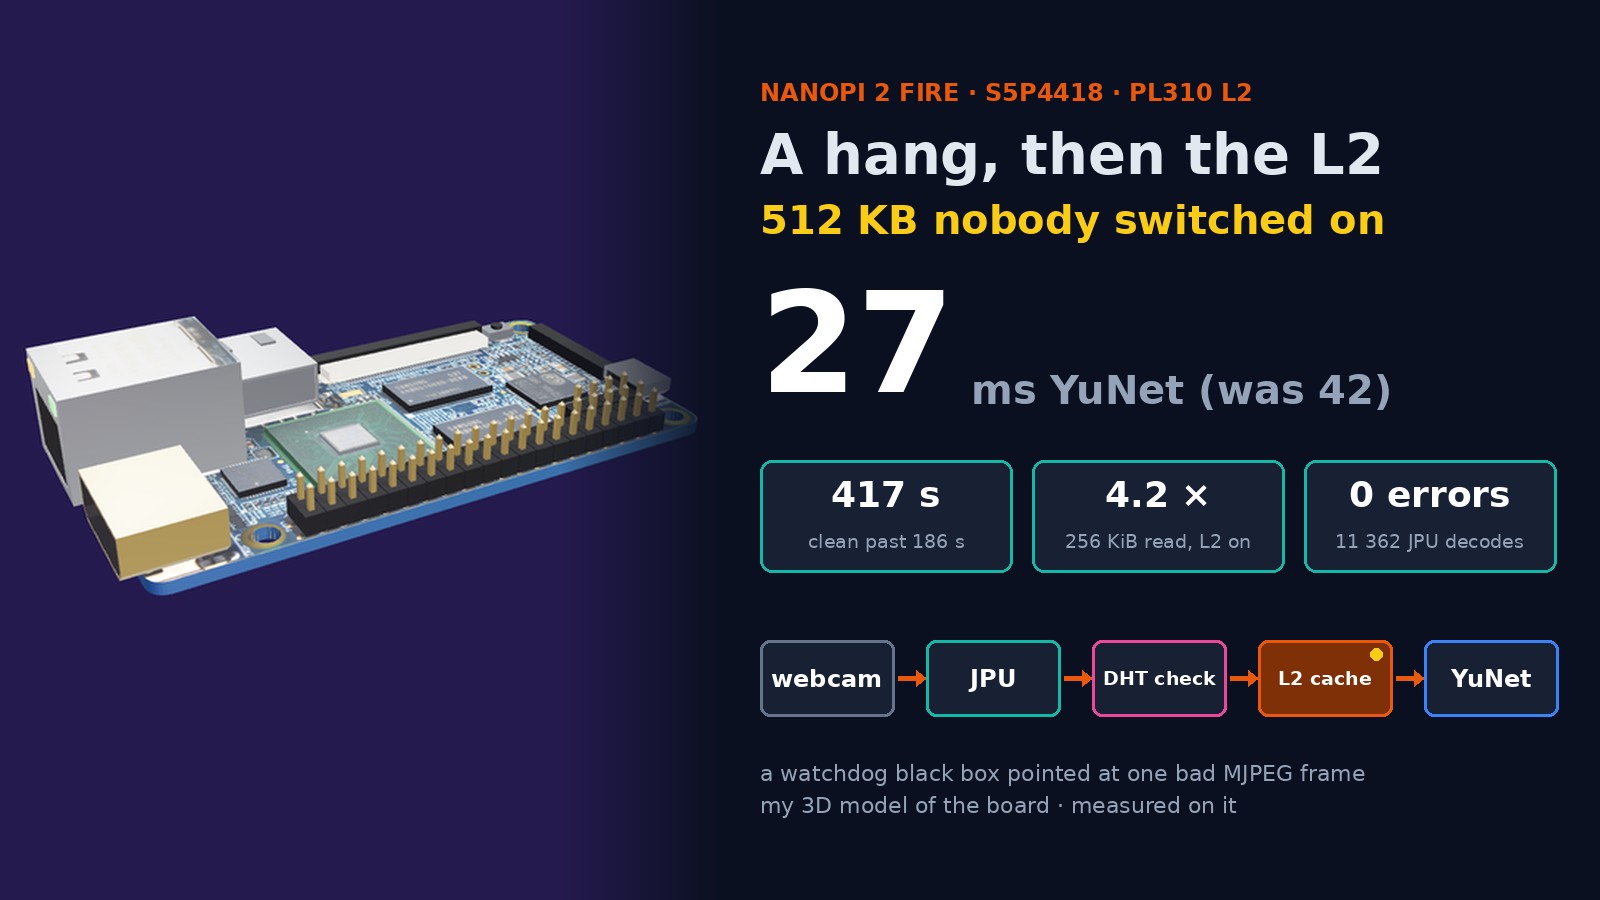 NANOPI 2 FIRE · S5P4418 · PL310 L2
A hang, then the L2
512 KB nobody switched on
27 ms YuNet (was 42)
417 s
clean past 186 s
4.2 ×
256 KiB read, L2 on
0 errors
11 362 JPU decodes
webcam
JPU
DHT check
L2 cache
YuNet
a watchdog black box pointed at one bad MJPEG frame
my 3D model of the board · measured on it